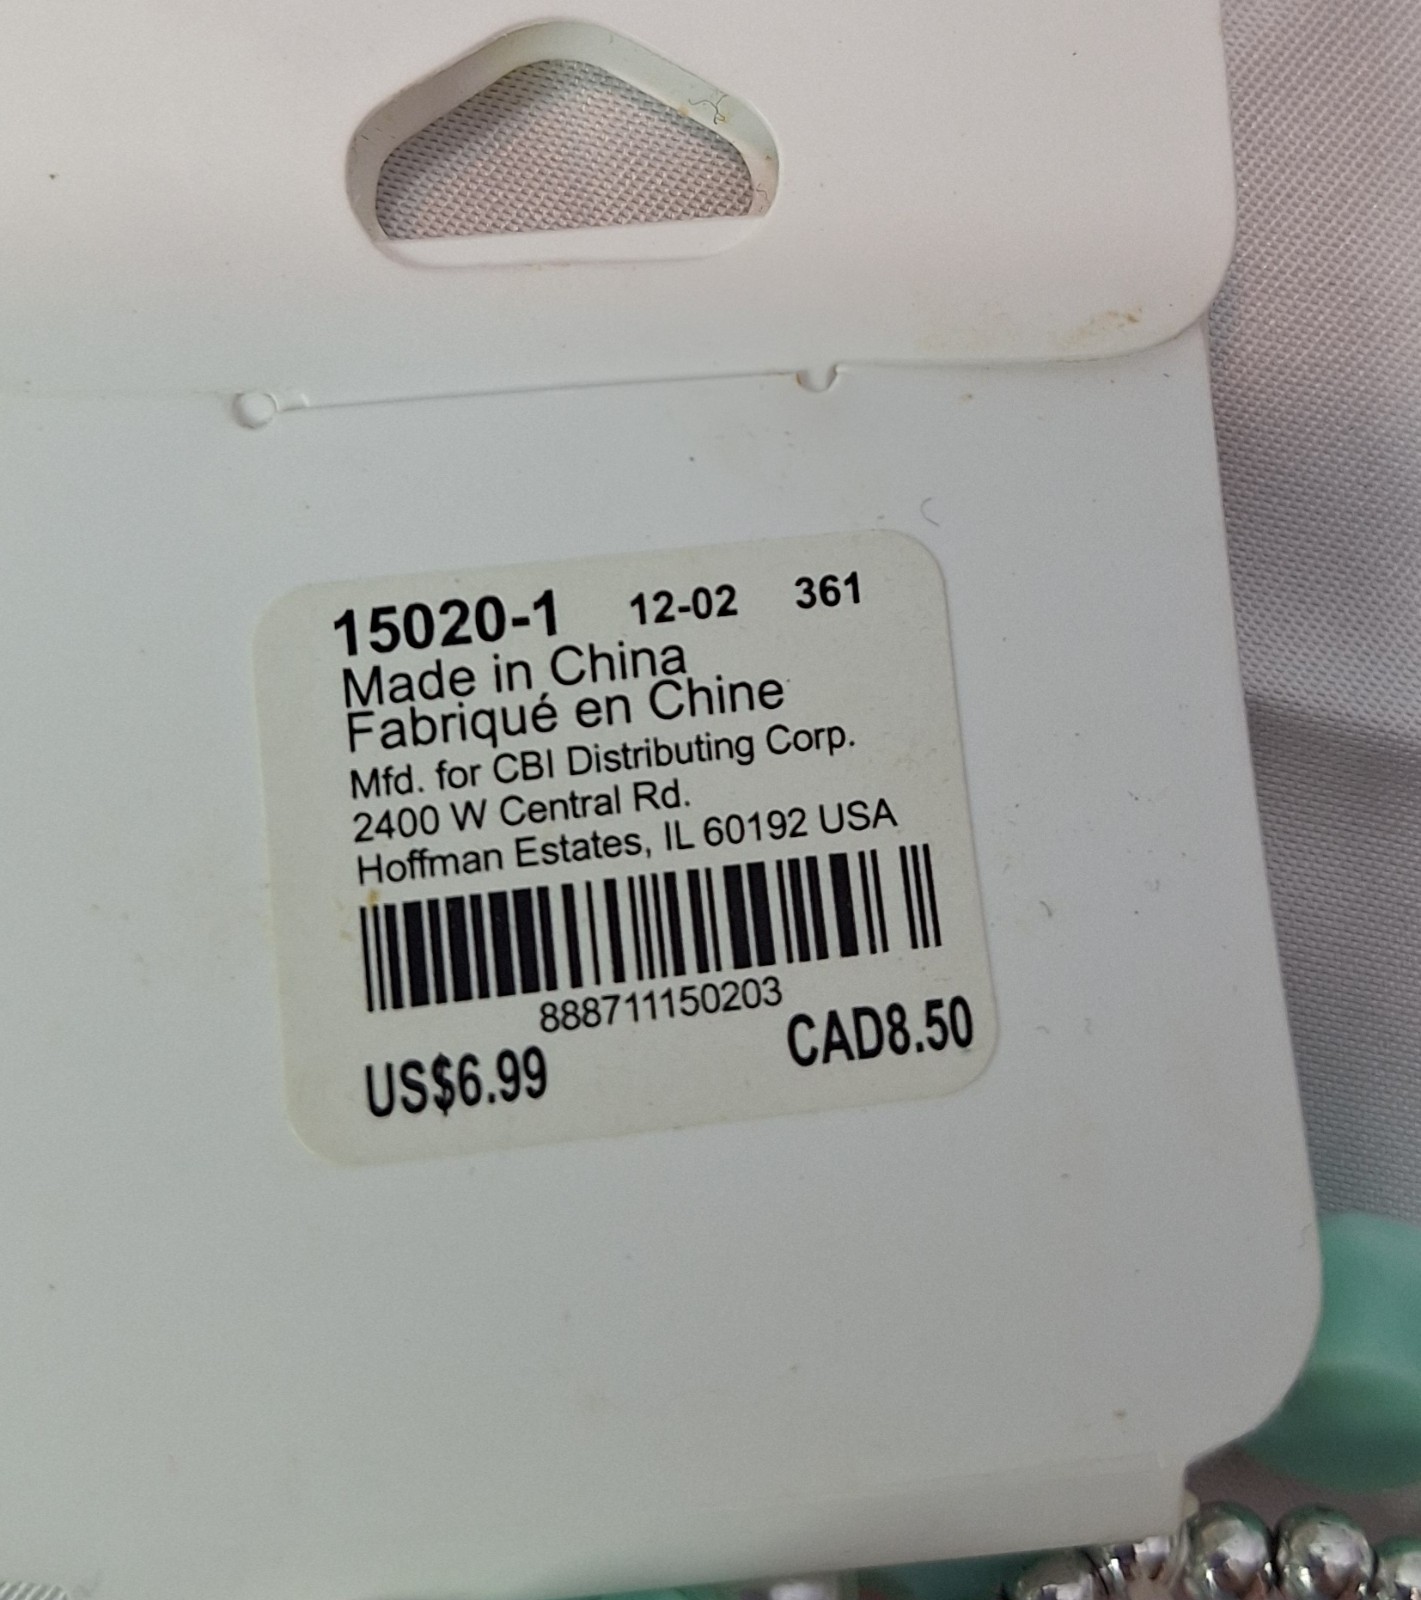 15020-1 12-02 361
Made in China
Fabriqué en Chine
Mfd. for CBI Distributing Corp.
2400 W Central Rd.
Hoffman Estates, IL 60192 USA
888711150203
US$6.99 CAD8.50